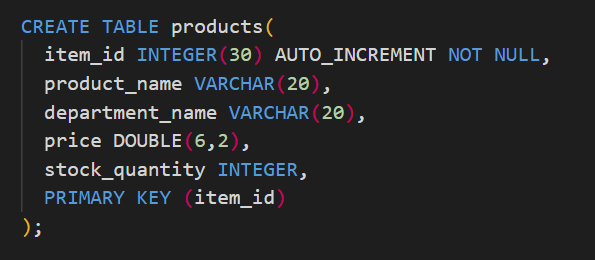 CREATE TABLE products(
item_id INTEGER(30) AUTO_INCREMENT NOT NULL,
product_name VARCHAR(20),
department_name VARCHAR(20),
price DOUBLE(6,2),
stock_quantity INTEGER,
PRIMARY KEY (item_id)
);